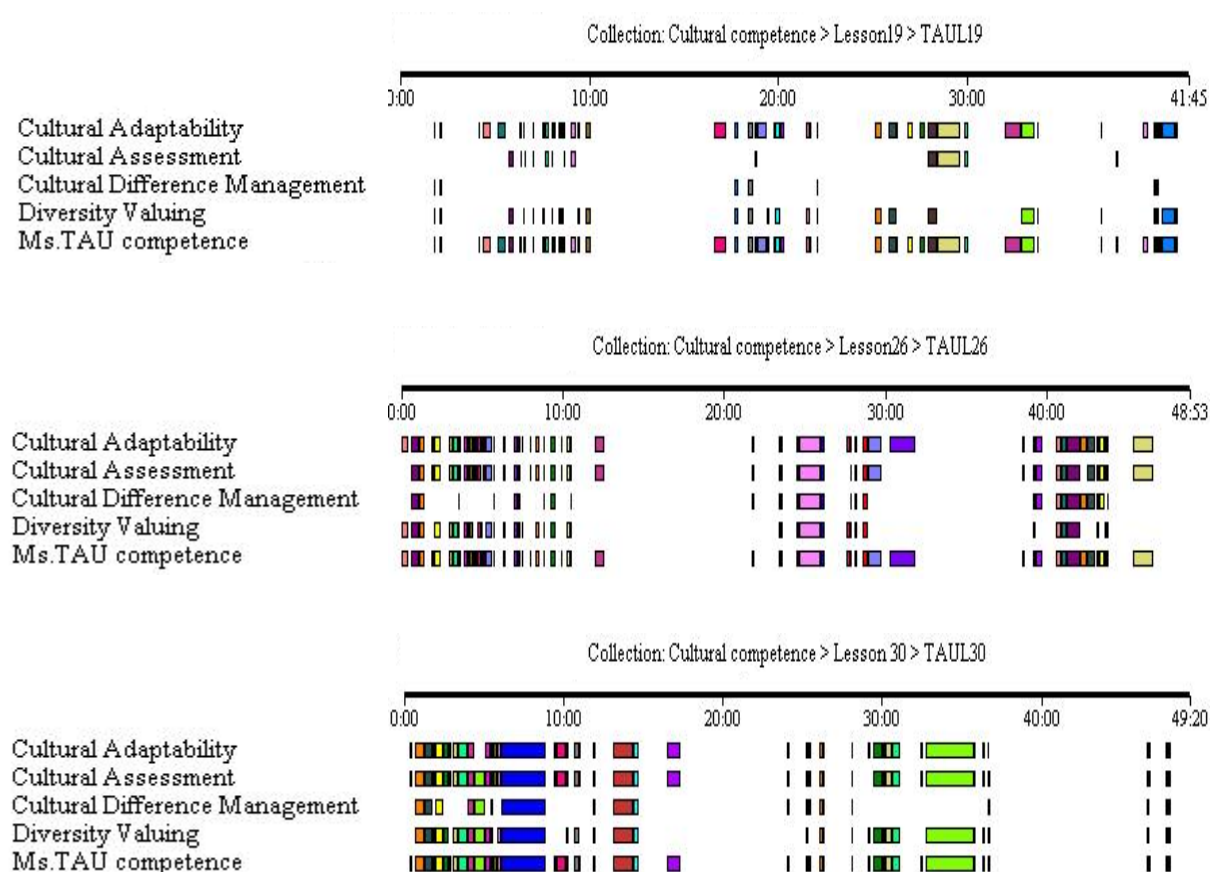 Collection: Cultural competence > Lesson19 > TAUL19
0:00 10:00 20:00 30:00 41:45
Cultural Adaptability
Cultural Assessment
Cultural Difference Management
Diversity Valuing
Ms.TAU competence
Collection: Cultural competence > Lesson26 > TAUL26
0:00 10:00 20:00 30:00 40:00 48:53
Cultural Adaptability
Cultural Assessment
Cultural Difference Management
Diversity Valuing
Ms.TAU competence
Collection: Cultural competence > Lesson 30 > TAUL30
0:00 10:00 20:00 30:00 40:00 49:20
Cultural Adaptability
Cultural Assessment
Cultural Difference Management
Diversity Valuing
Ms.TAU competence